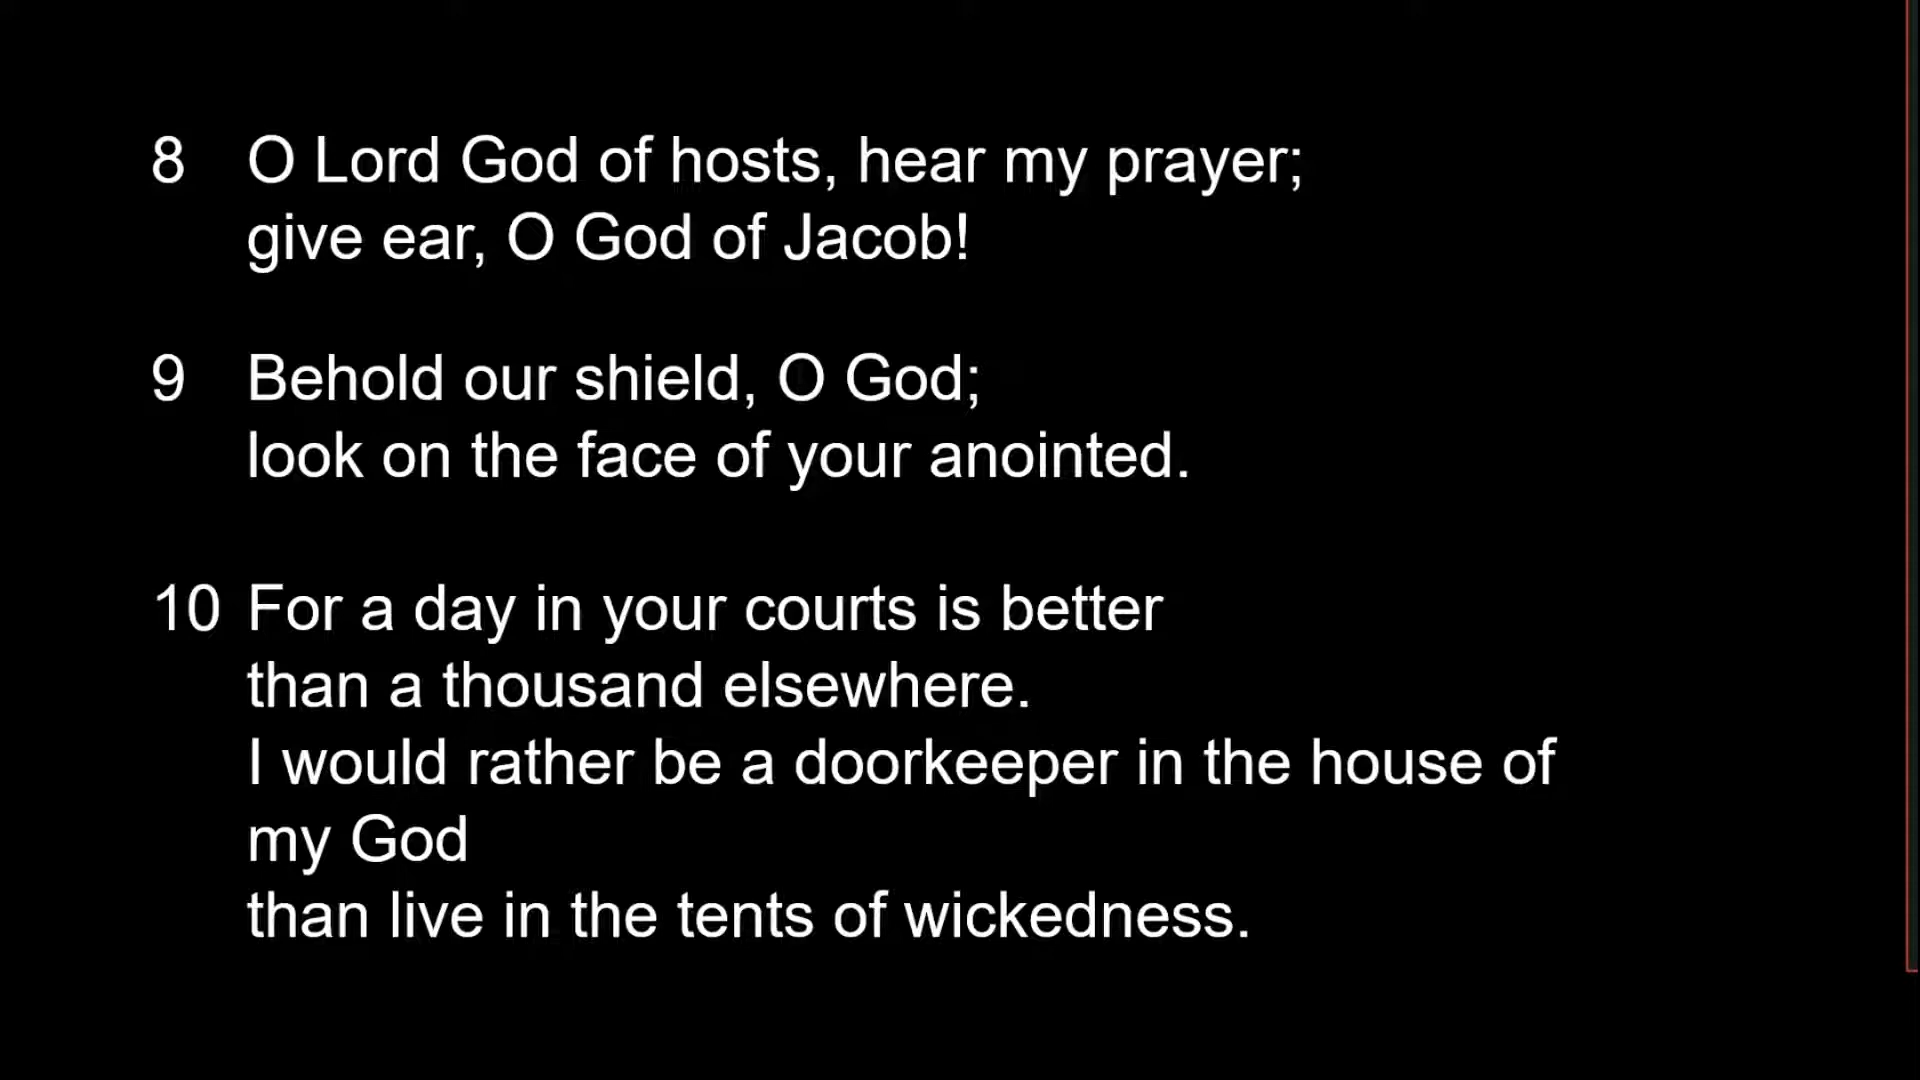 8 O Lord God of hosts, hear my prayer;
give ear, O God of Jacob!
9 Behold our shield, O God;
look on the face of your anointed.
10 For a day in your courts is better
than a thousand elsewhere.
I would rather be a doorkeeper in the house of
my God
than live in the tents of wickedness.